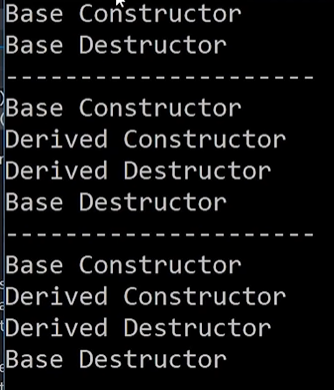 Base Constructor
Base Destructor
---------------------
Base Constructor
Derived Constructor
Derived Destructor
Base Destructor
---------------------
Base Constructor
Derived Constructor
Derived Destructor
Base Destructor